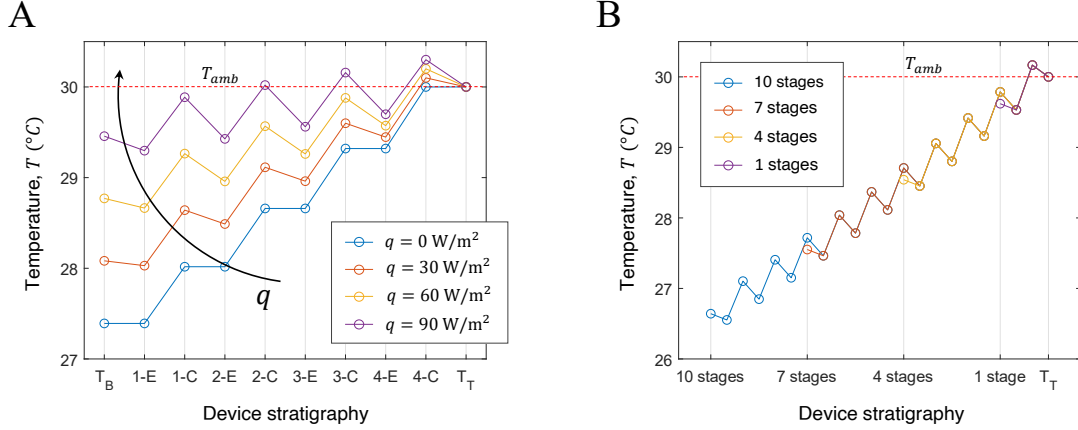 A
Temperature, T (°C)
30
29
28
27
T_amb
q
q = 0 W/m²
q = 30 W/m²
q = 60 W/m²
q = 90 W/m²
T_B 1-E 1-C 2-E 2-C 3-E 3-C 4-E 4-C T_T
Device stratigraphy
B
Temperature, T (°C)
30
29
28
27
26
T_amb
10 stages
7 stages
4 stages
1 stages
10 stages 7 stages 4 stages 1 stage T_T
Device stratigraphy